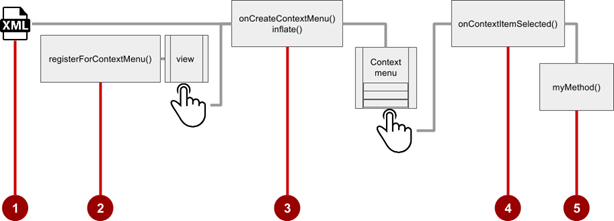 XML
registerForContextMenu()
view
onCreateContextMenu()
inflate()
Context
menu
onContextItemSelected()
myMethod()
1
2
3
4
5